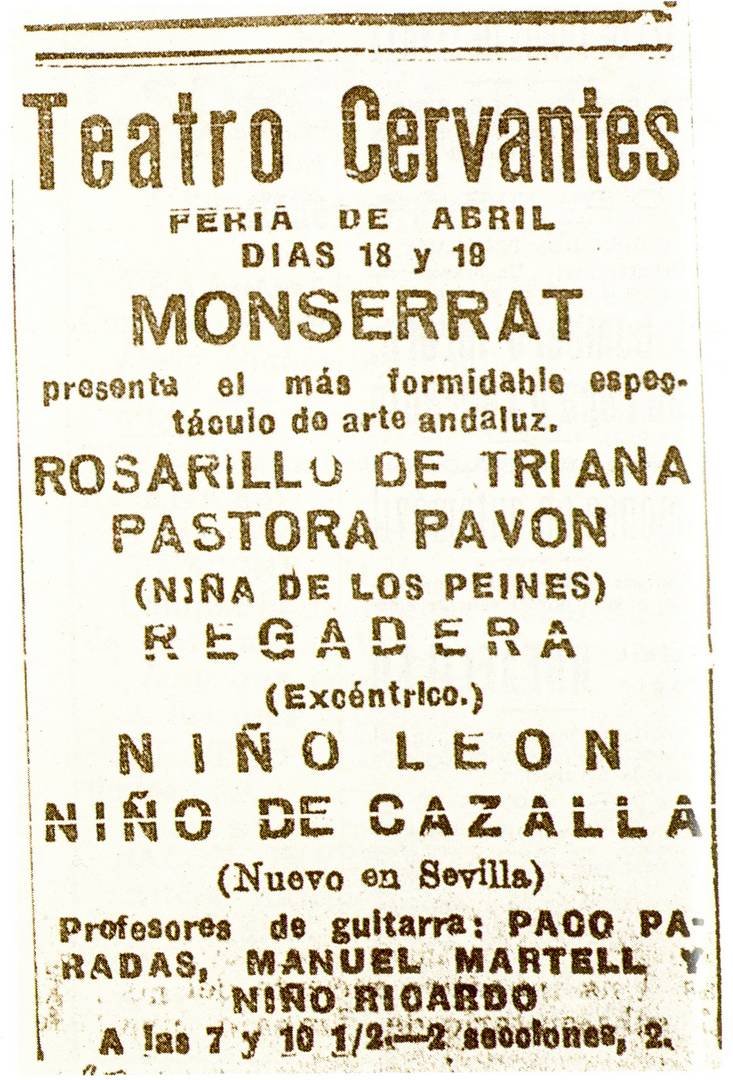 Teatro Cervantes
FERIA DE ABRIL
DIAS 18 y 19
MONSERRAT
presenta el más formidable espec-
táculo de arte andaluz.
ROSARILLO DE TRIANA
PASTORA PAVON
(NIÑA DE LOS PEINES)
REGADERA
(Excéntrico.)
NIÑO LEON
NIÑO DE CAZALLA
(Nuevo en Sevilla)
Profesores de guitarra: PACO PA-
RADAS, MANUEL MARTELL Y
NIÑO RICARDO
A las 7 y 10 1/2.—2 secciones, 2.